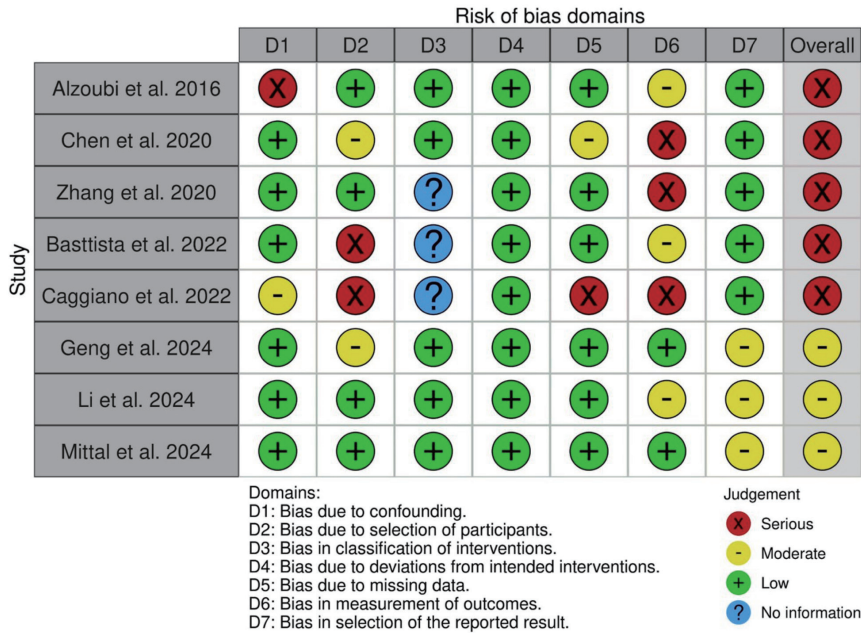 Risk of bias domains
D1 D2 D3 D4 D5 D6 D7 Overall
Study
Alzoubi et al. 2016 X + + + + - + X
Chen et al. 2020 + - + + - X + X
Zhang et al. 2020 + + ? + + X + X
Basttista et al. 2022 + X ? + + - + X
Caggiano et al. 2022 - X ? + X X + X
Geng et al. 2024 + - + + + + - -
Li et al. 2024 + + + + + - - -
Mittal et al. 2024 + + + + + + - -
Domains:
D1: Bias due to confounding.
D2: Bias due to selection of participants.
D3: Bias in classification of interventions.
D4: Bias due to deviations from intended interventions.
D5: Bias due to missing data.
D6: Bias in measurement of outcomes.
D7: Bias in selection of the reported result.
Judgement
X Serious
- Moderate
+ Low
? No information